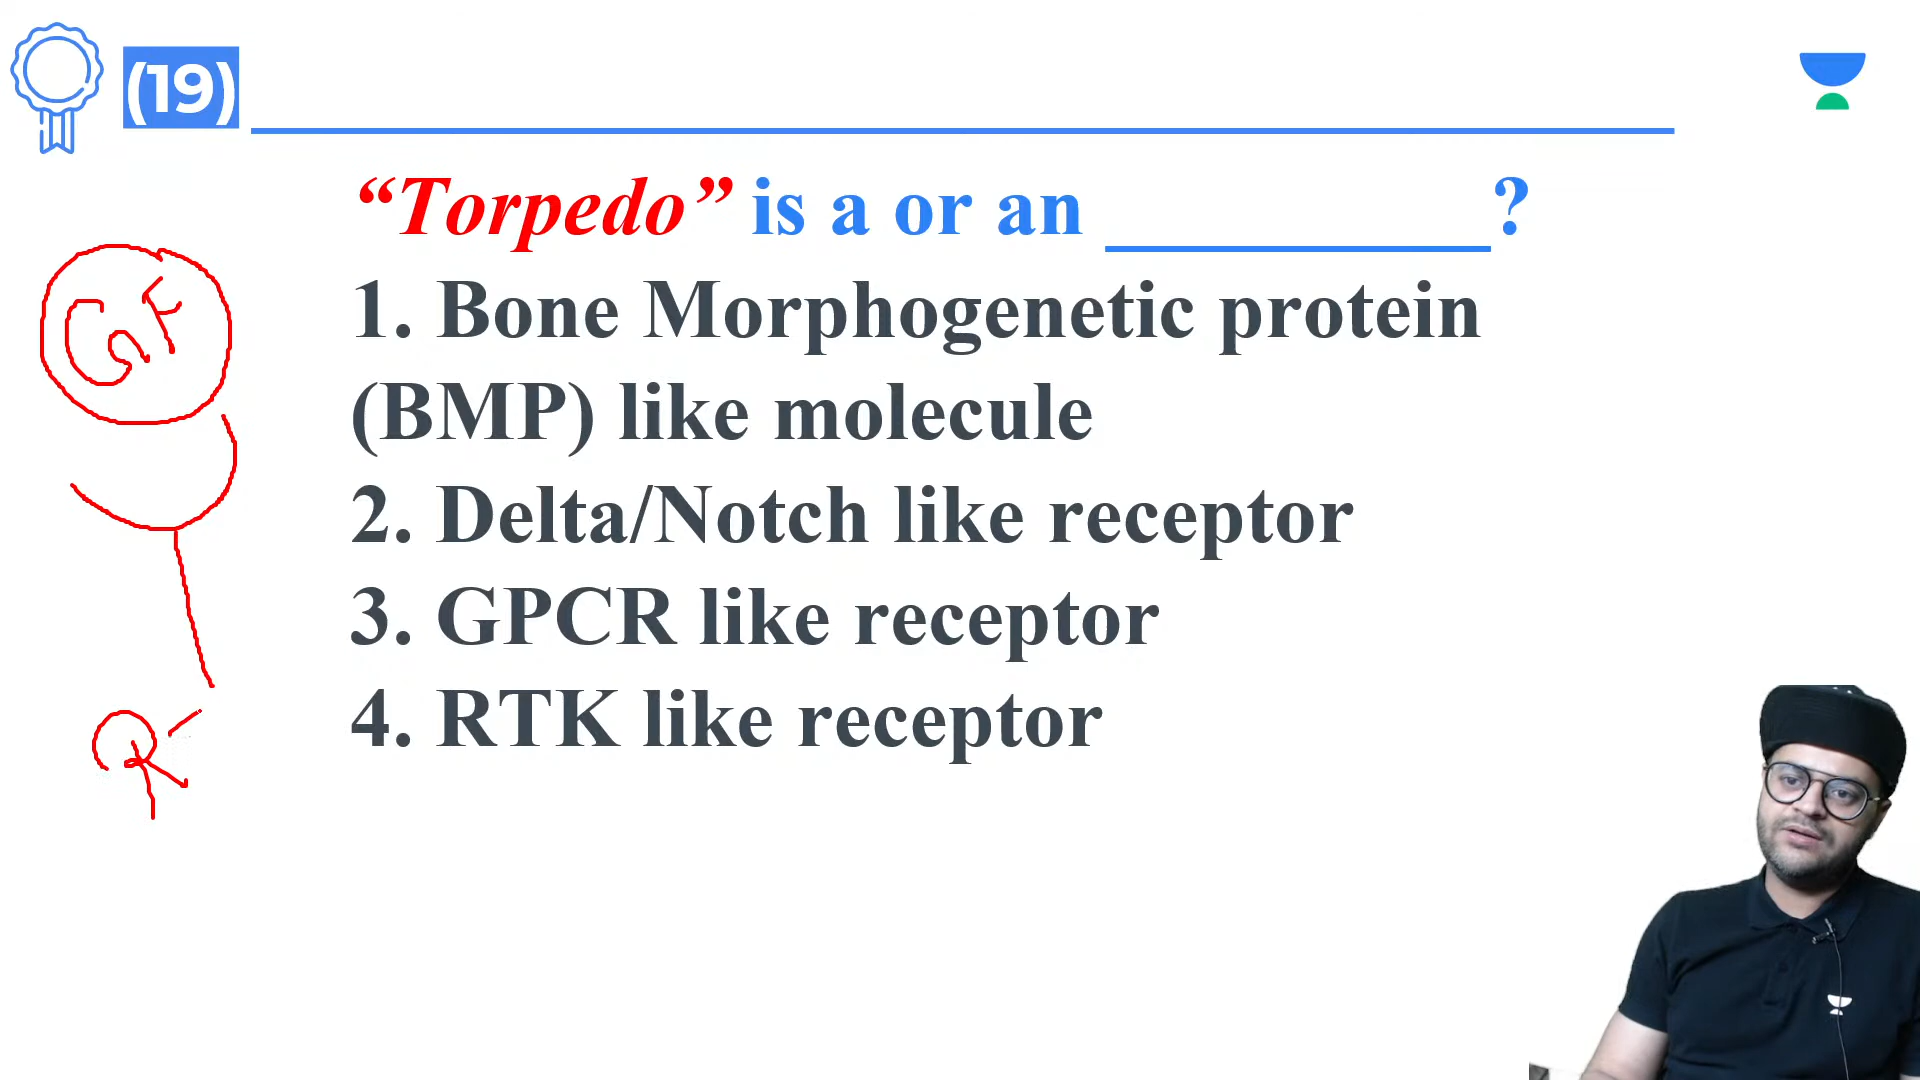 (19)
“Torpedo” is a or an __________?
1. Bone Morphogenetic protein
(BMP) like molecule
2. Delta/Notch like receptor
3. GPCR like receptor
4. RTK like receptor
GF
R